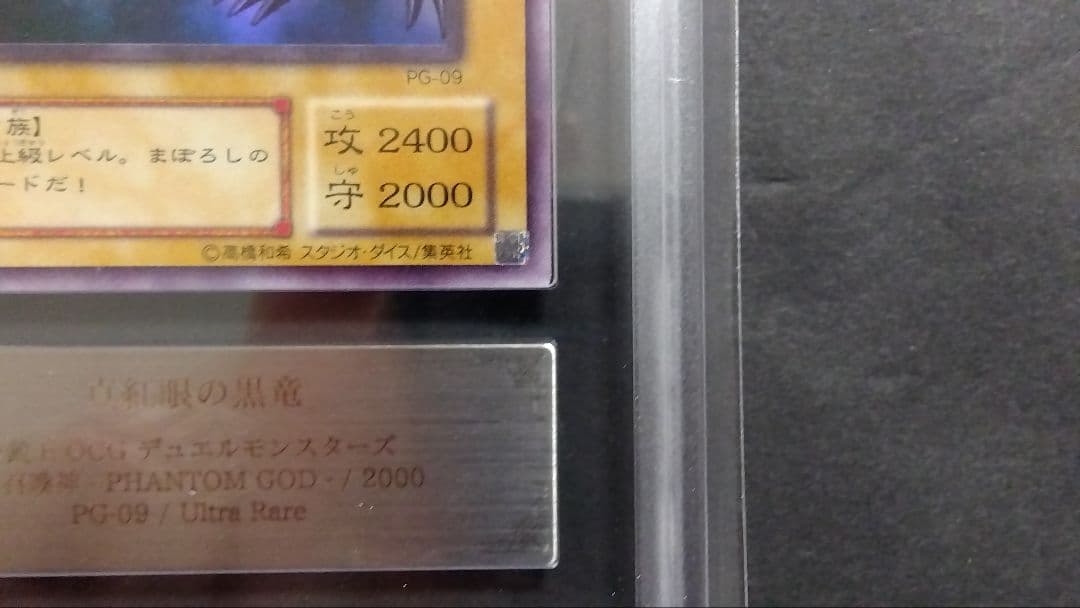 PG-09
族】
上級レベル。まぼろしの
ードだ！
攻 2400
守 2000
こう
しゅ
©高橋和希 スタジオ・ダイス/集英社
真紅眼の黒竜
OCG デュエルモンスターズ
召喚神 - PHANTOM GOD - / 2000
PG-09 / Ultra Rare